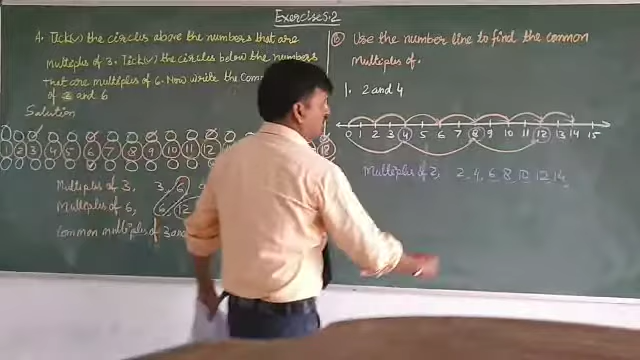 Exercise 5.2
4. Tick(✓) the circles above the numbers that are
multiples of 3. Tick(✓) the circles below the numbers
that are multiples of 6. Now write the
of 3 and 6
Solution
1 2 3 4 5 6 7 8 9 10 11 12 18
Multiples of 3, 3, 6,
Multiples of 6, 6, 12
Common multiples of 3 and
Use the number line to find the common
multiples of.
1. 2 and 4
0 1 2 3 4 5 6 7 8 9 10 11 12 13 14 15
Multiples of 2, 2, 4, 6, 8, 10, 12, 14,